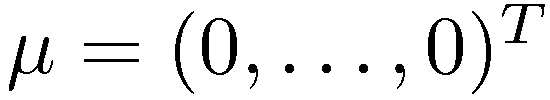 μ = (0, . . . , 0)^T